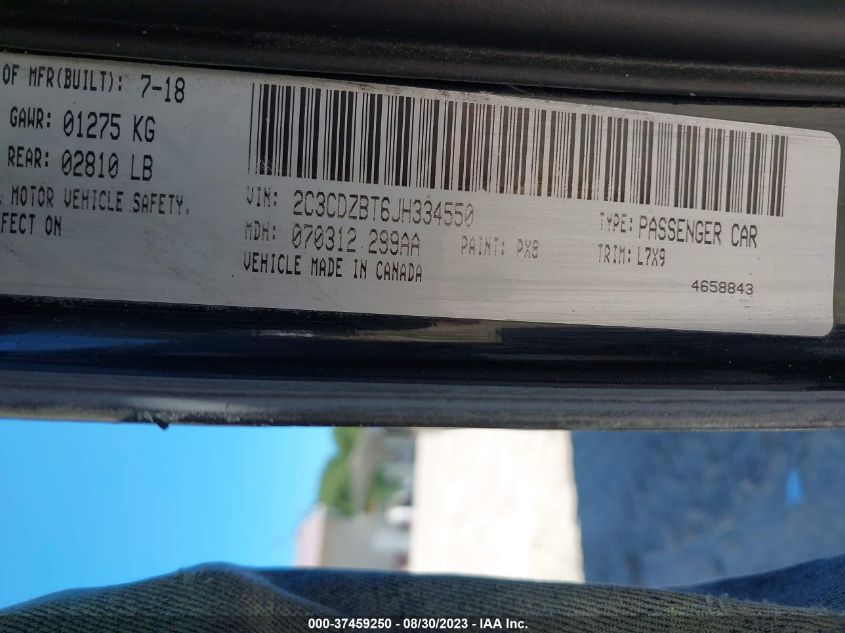 OF MFR(BUILT): 7-18
GAWR: 01275 KG
REAR: 02810 LB
MOTOR VEHICLE SAFETY,
FECT ON
VIN: 2C3CDZBT6JH334550
TYPE: PASSENGER CAR
MDH: 070312 299AA
PAINT: PX8
TRIM: L7X9
VEHICLE MADE IN CANADA
4658843
000-37459250 - 08/30/2023 - IAA Inc.